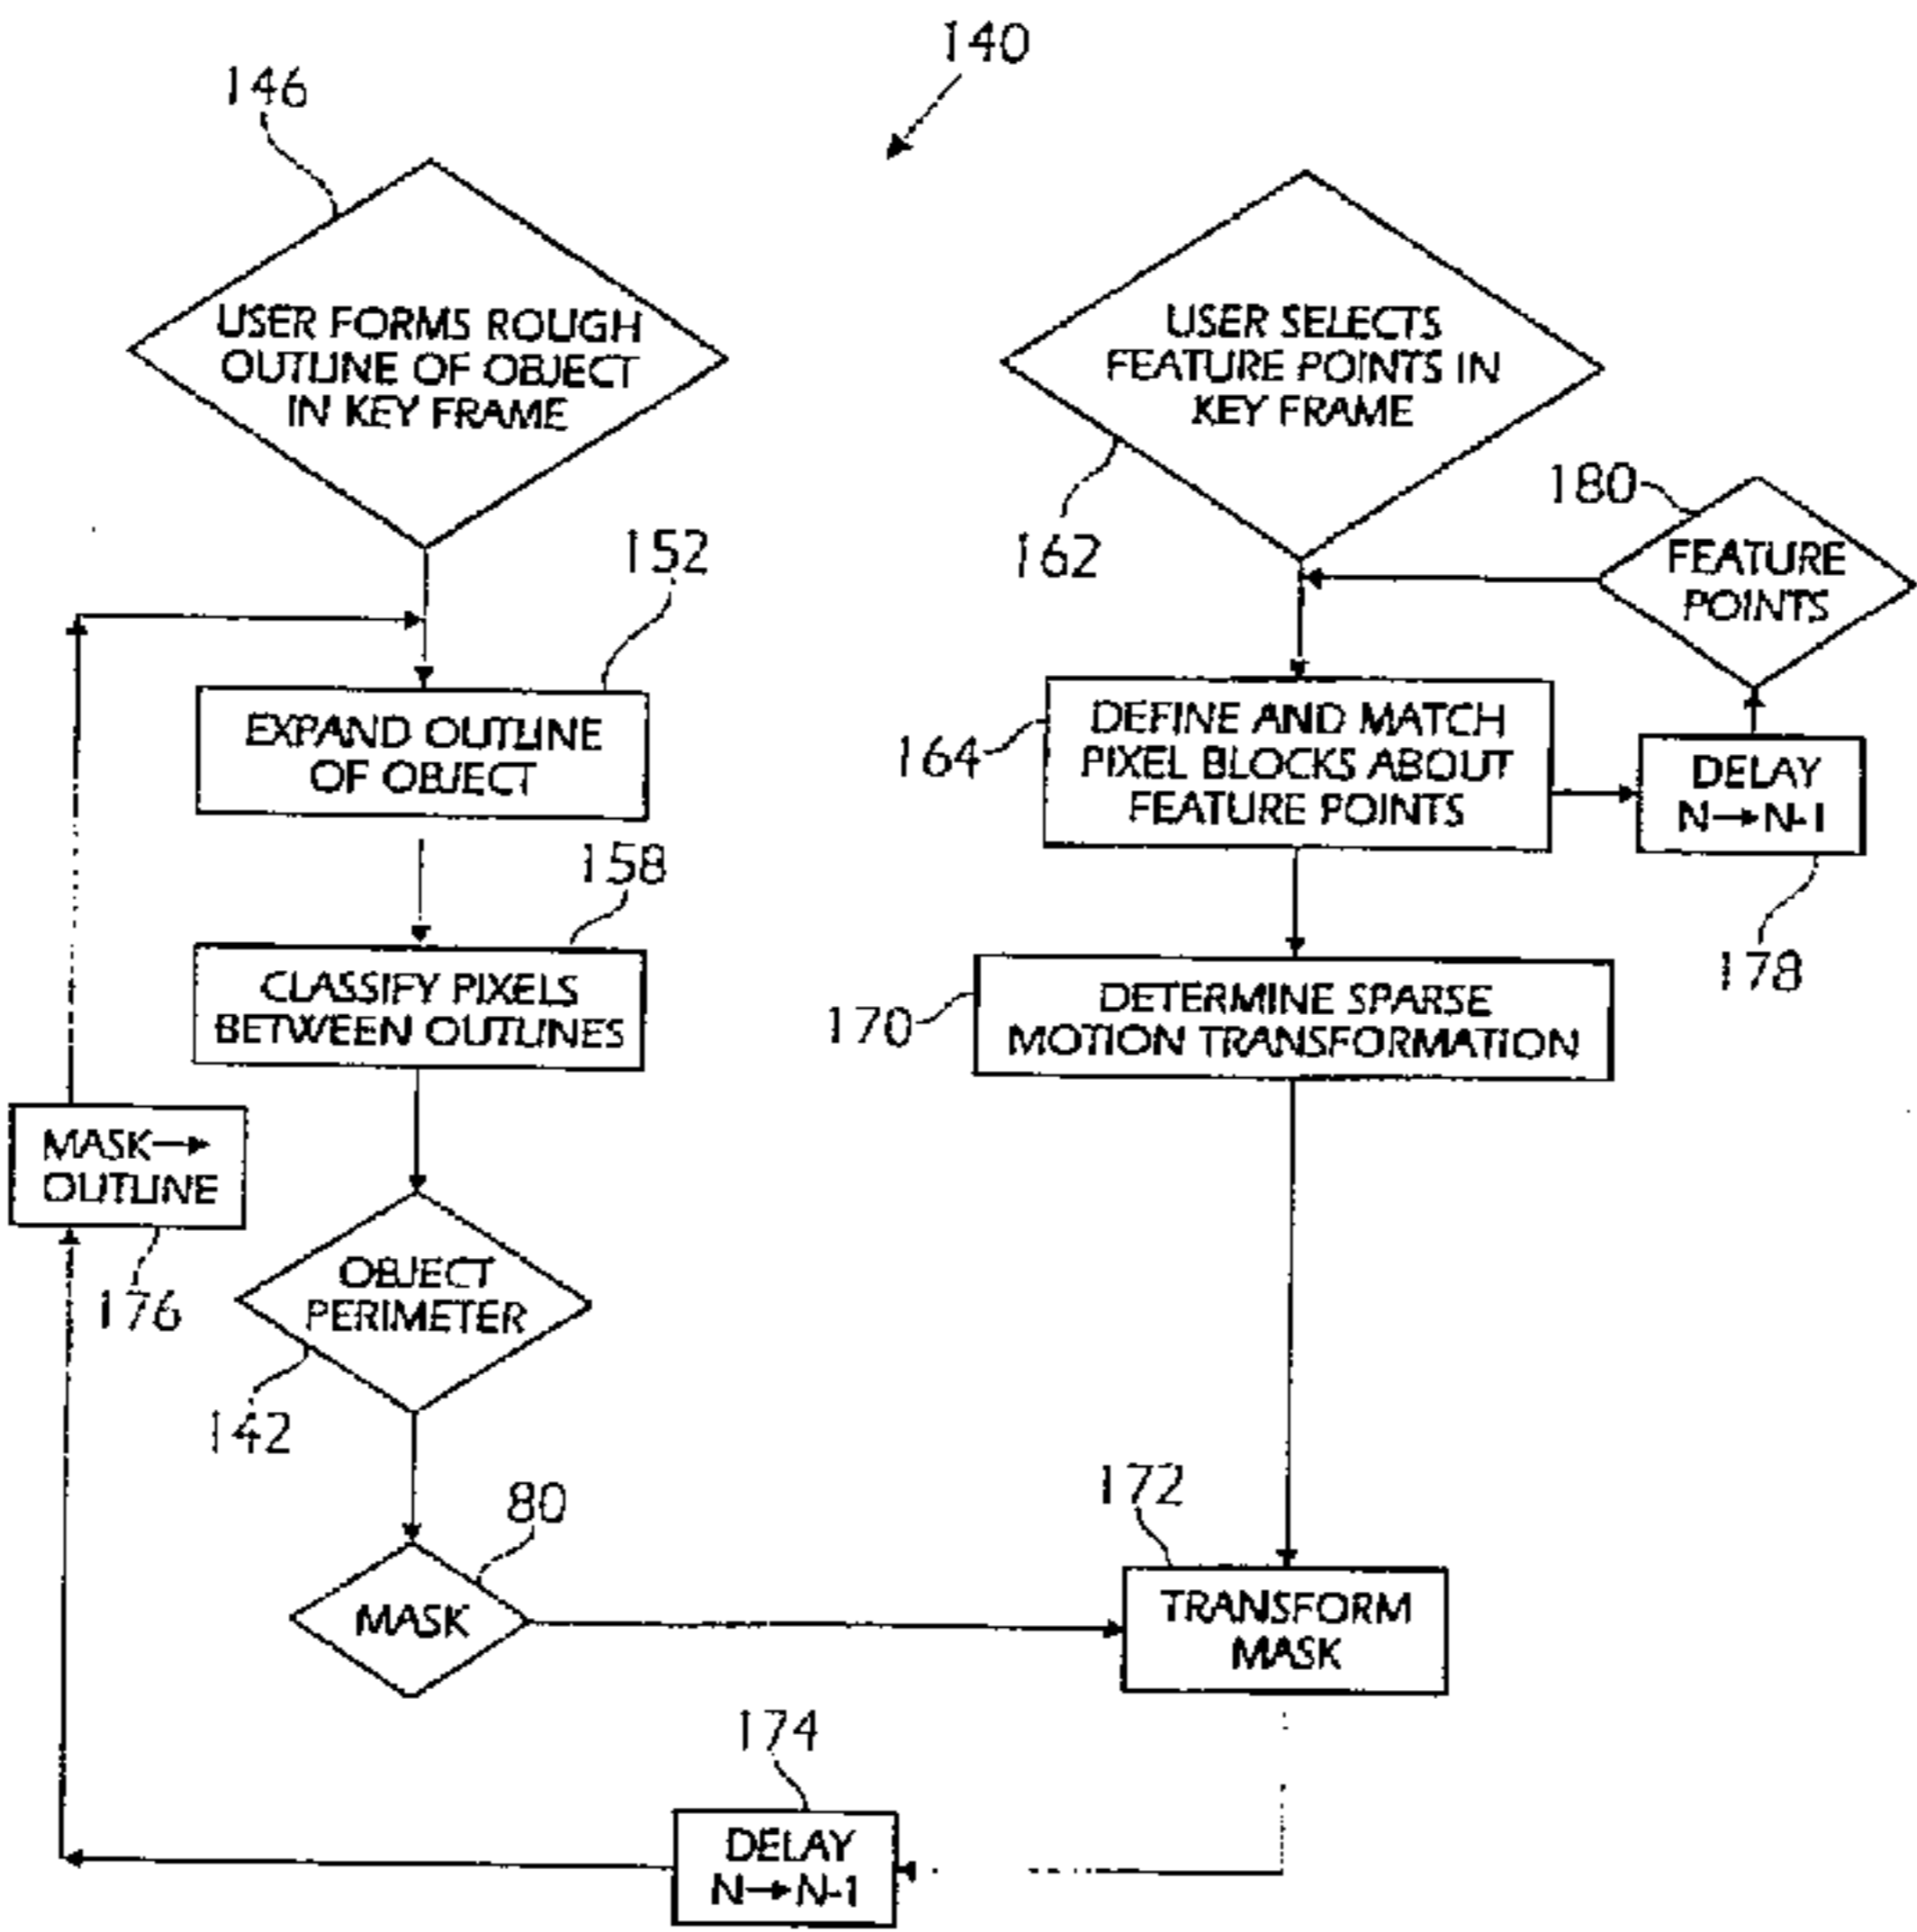 140
146
USER FORMS ROUGH
OUTLINE OF OBJECT
IN KEY FRAME
USER SELECTS
FEATURE POINTS IN
KEY FRAME
162
180
FEATURE
POINTS
152
EXPAND OUTLINE
OF OBJECT
164
DEFINE AND MATCH
PIXEL BLOCKS ABOUT
FEATURE POINTS
DELAY
N→N-1
178
158
CLASSIFY PIXELS
BETWEEN OUTLINES
170
DETERMINE SPARSE
MOTION TRANSFORMATION
MASK→
OUTLINE
176
OBJECT
PERIMETER
142
80
MASK
172
TRANSFORM
MASK
174
DELAY
N→N-1